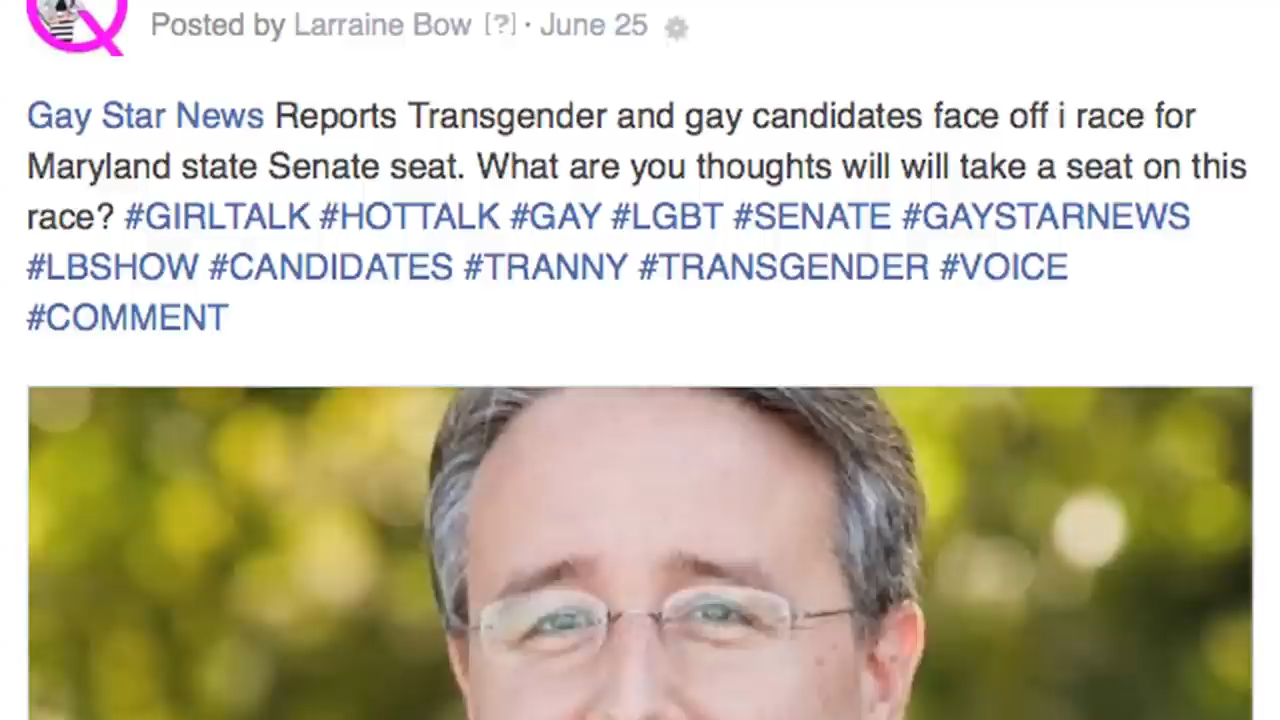 Posted by Larraine Bow [?] · June 25
Gay Star News Reports Transgender and gay candidates face off i race for
Maryland state Senate seat. What are you thoughts will will take a seat on this
race? #GIRLTALK #HOTTALK #GAY #LGBT #SENATE #GAYSTARNEWS
#LBSHOW #CANDIDATES #TRANNY #TRANSGENDER #VOICE
#COMMENT